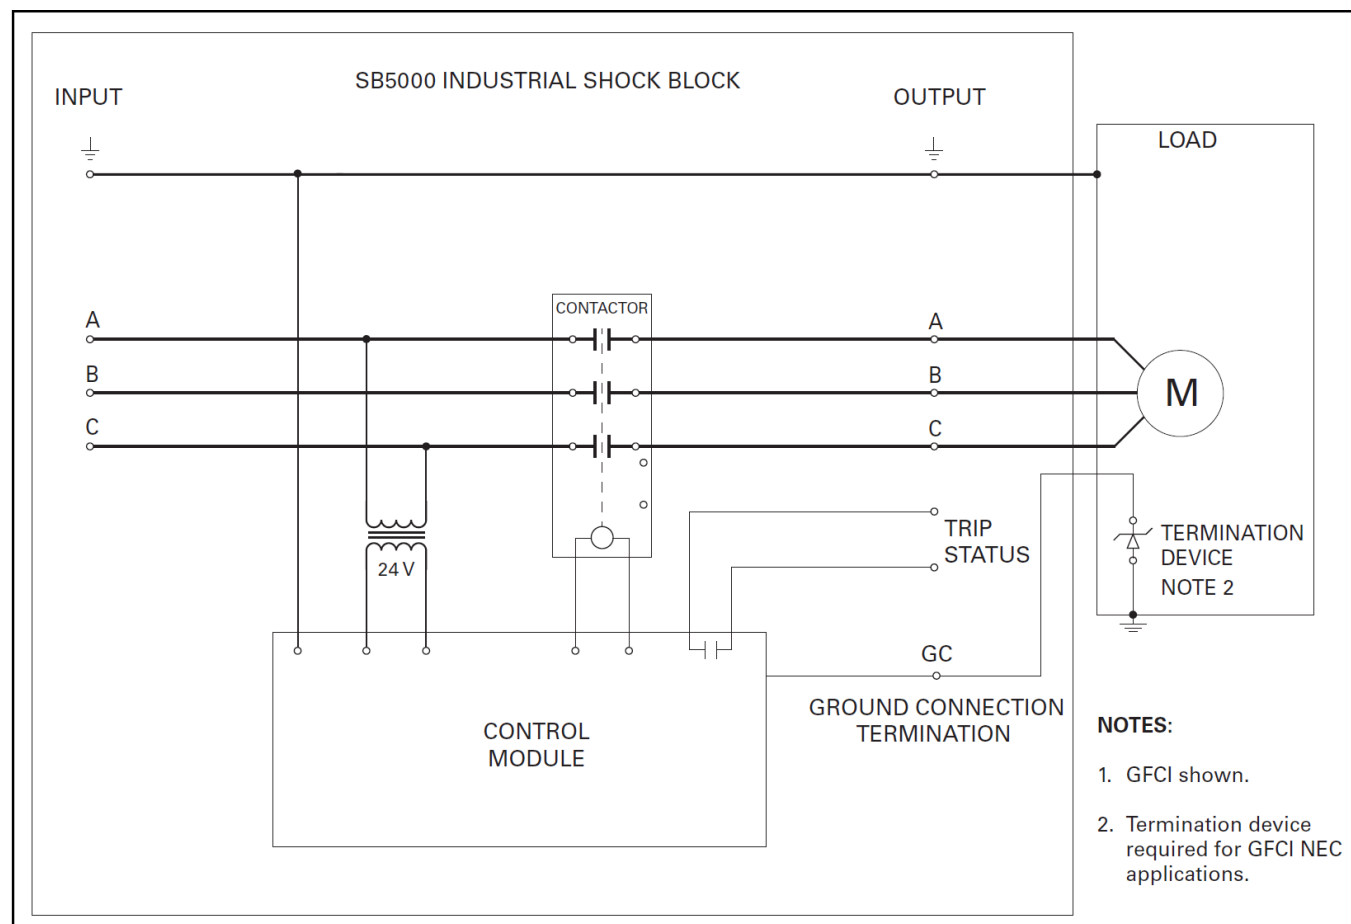 SB5000 INDUSTRIAL SHOCK BLOCK
INPUT
OUTPUT
LOAD
CONTACTOR
A
A
B
B
M
C
C
TRIP
STATUS
TERMINATION
DEVICE
NOTE 2
24 V
GC
GROUND CONNECTION
TERMINATION
CONTROL
MODULE
NOTES:
1. GFCI shown.
2. Termination device
required for GFCI NEC
applications.